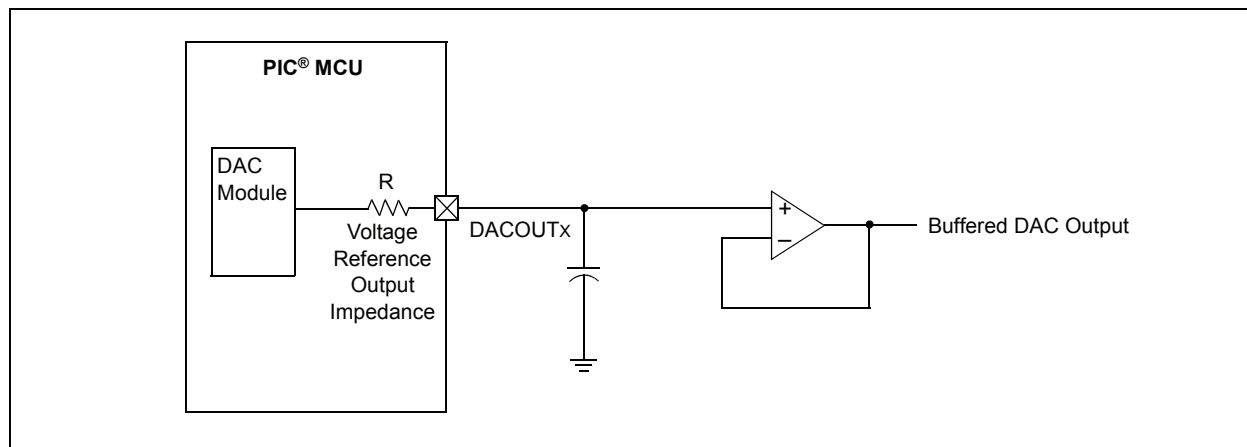 PIC® MCU
DAC
Module
R
Voltage
Reference
Output
Impedance
DACOUTX
+
–
Buffered DAC Output